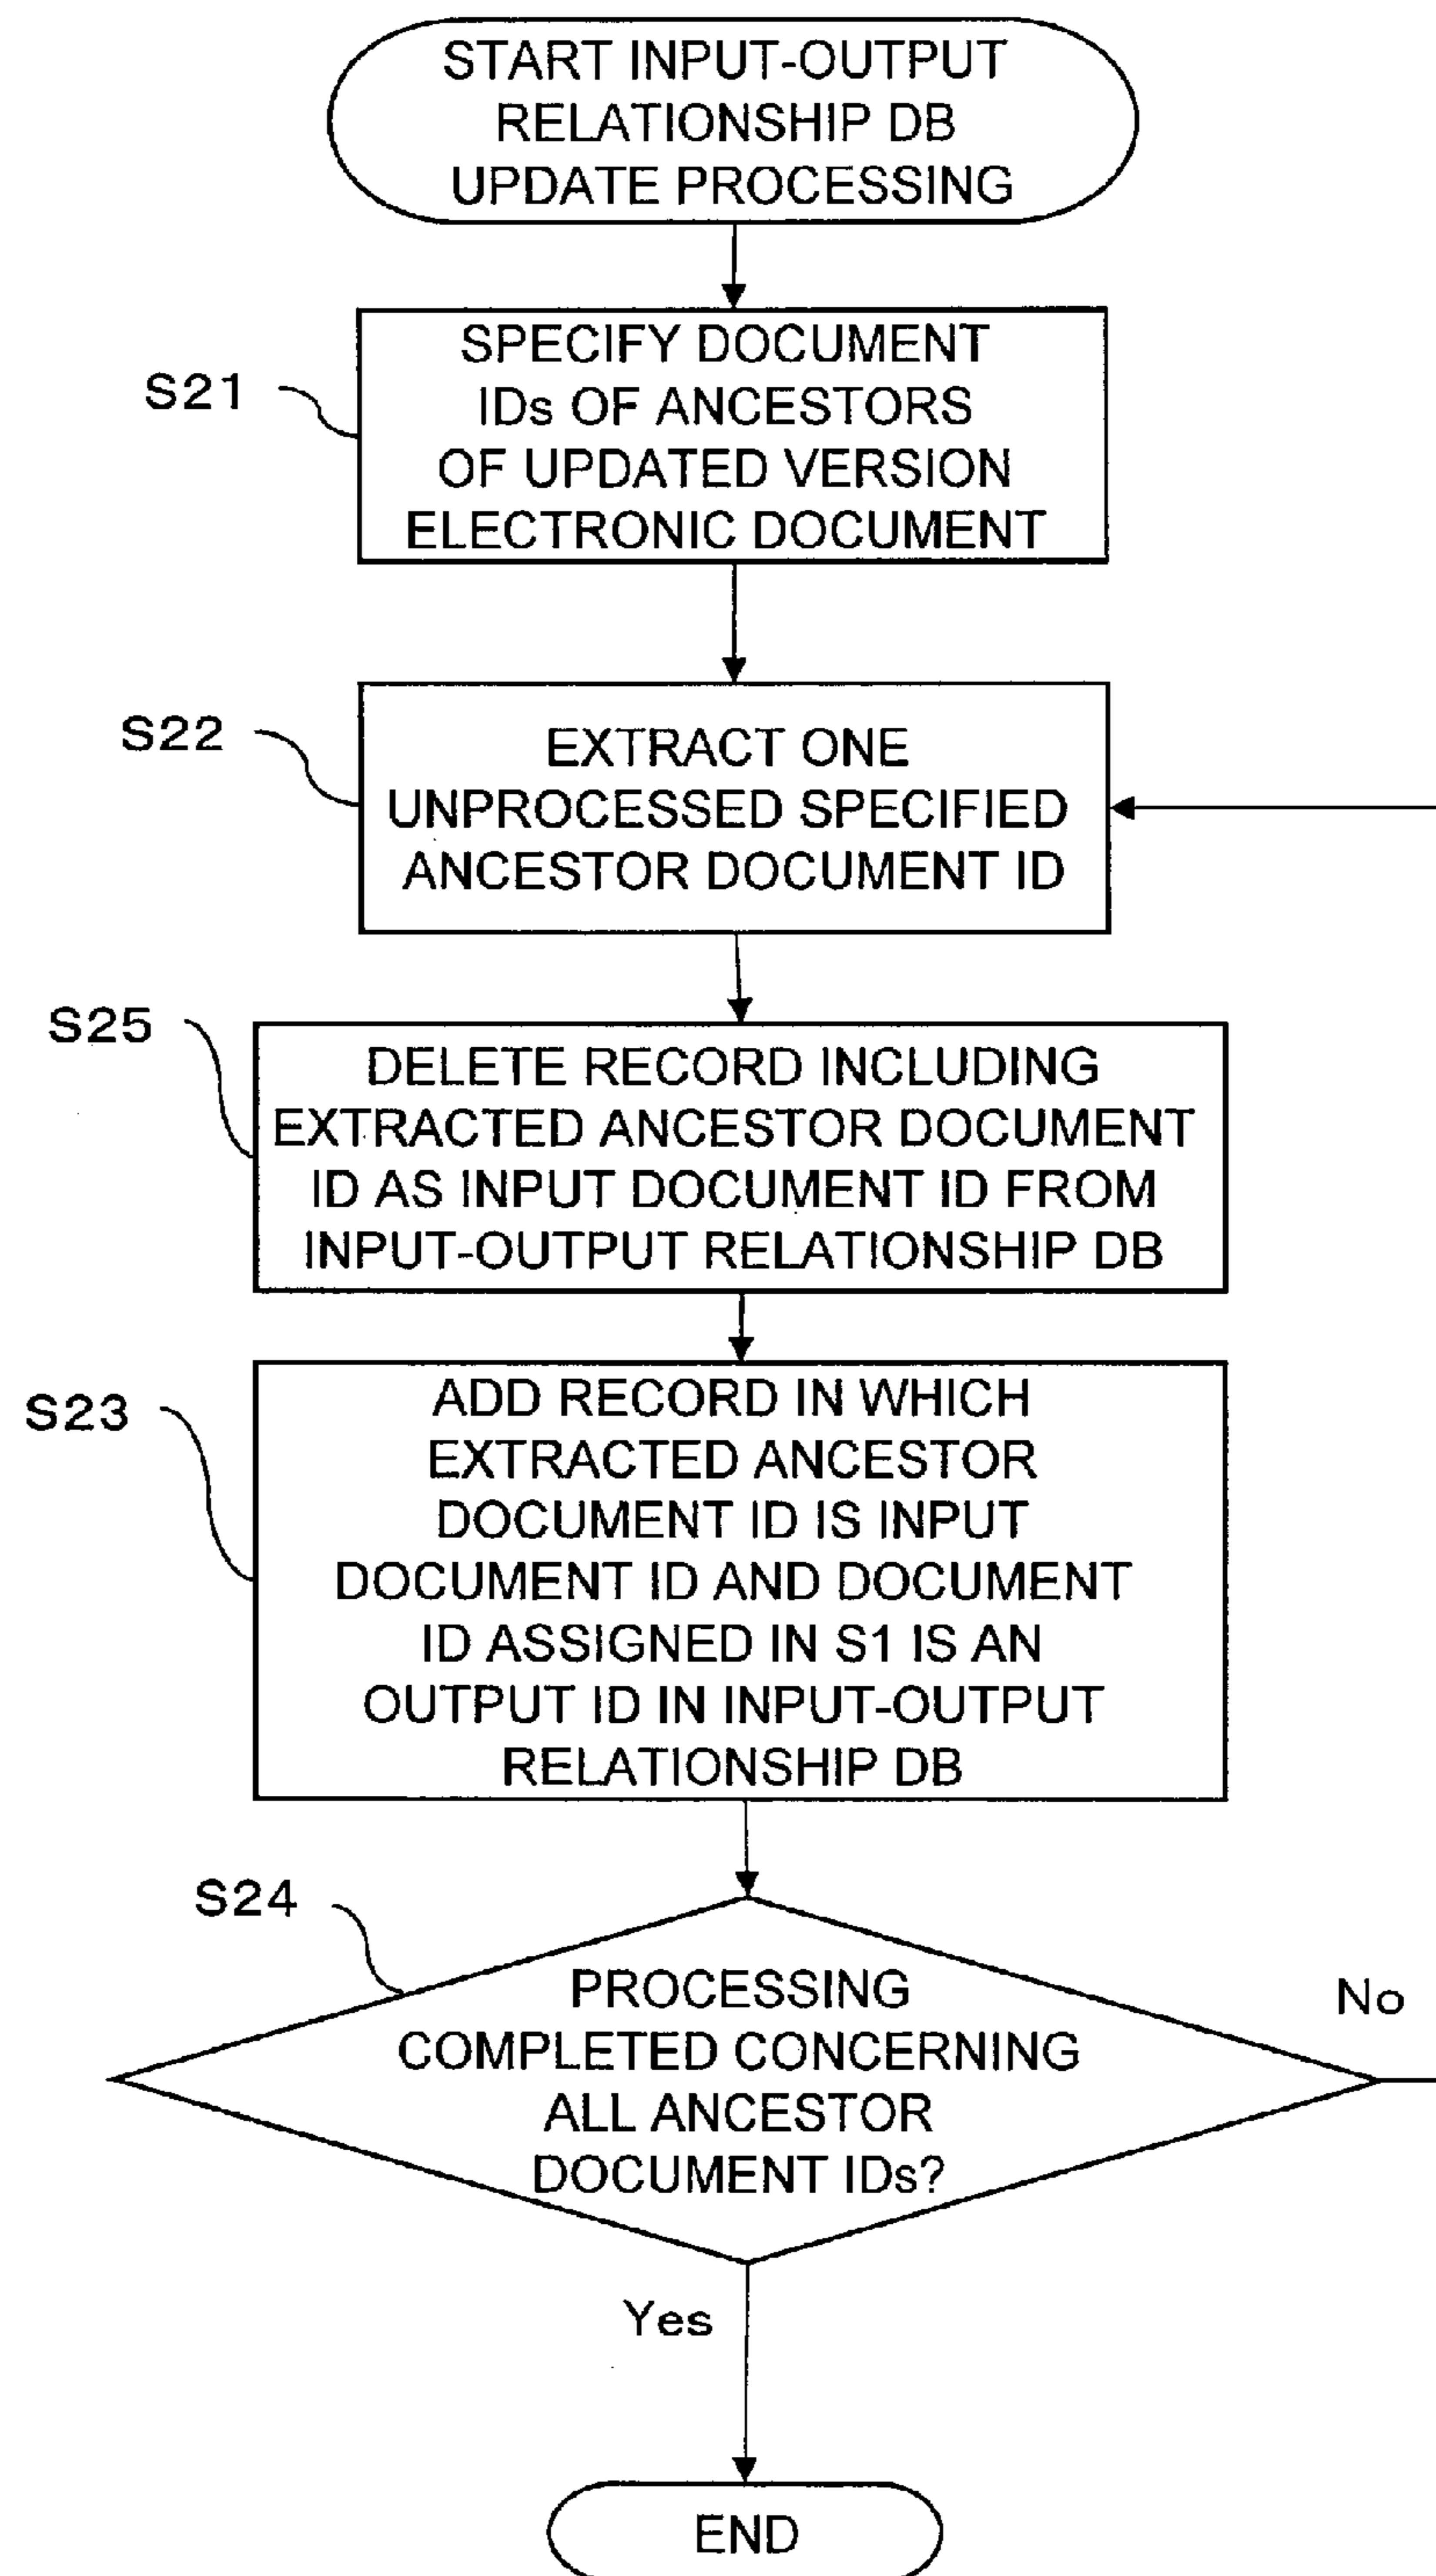 START INPUT-OUTPUT
RELATIONSHIP DB
UPDATE PROCESSING
S21
SPECIFY DOCUMENT
IDs OF ANCESTORS
OF UPDATED VERSION
ELECTRONIC DOCUMENT
S22
EXTRACT ONE
UNPROCESSED SPECIFIED
ANCESTOR DOCUMENT ID
S25
DELETE RECORD INCLUDING
EXTRACTED ANCESTOR DOCUMENT
ID AS INPUT DOCUMENT ID FROM
INPUT-OUTPUT RELATIONSHIP DB
S23
ADD RECORD IN WHICH
EXTRACTED ANCESTOR
DOCUMENT ID IS INPUT
DOCUMENT ID AND DOCUMENT
ID ASSIGNED IN S1 IS AN
OUTPUT ID IN INPUT-OUTPUT
RELATIONSHIP DB
S24
PROCESSING
COMPLETED CONCERNING
ALL ANCESTOR
DOCUMENT IDs?
No
Yes
END